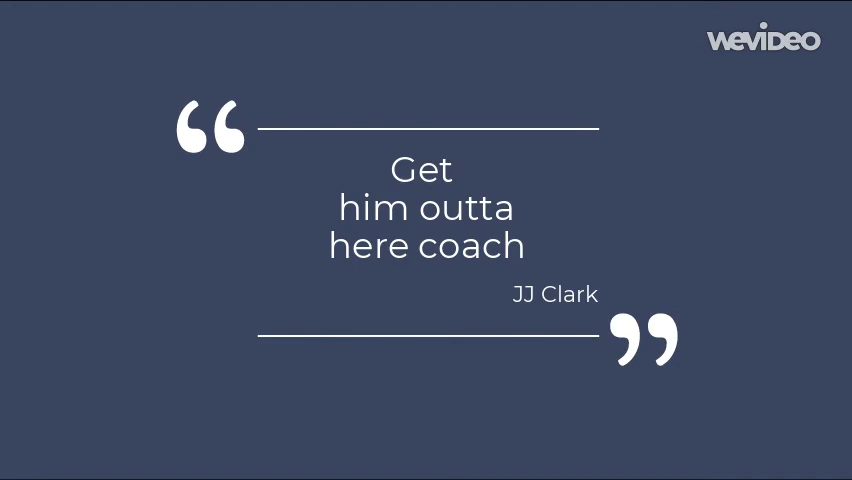 WEVIDEO
“
Get
him outta
here coach
JJ Clark
”